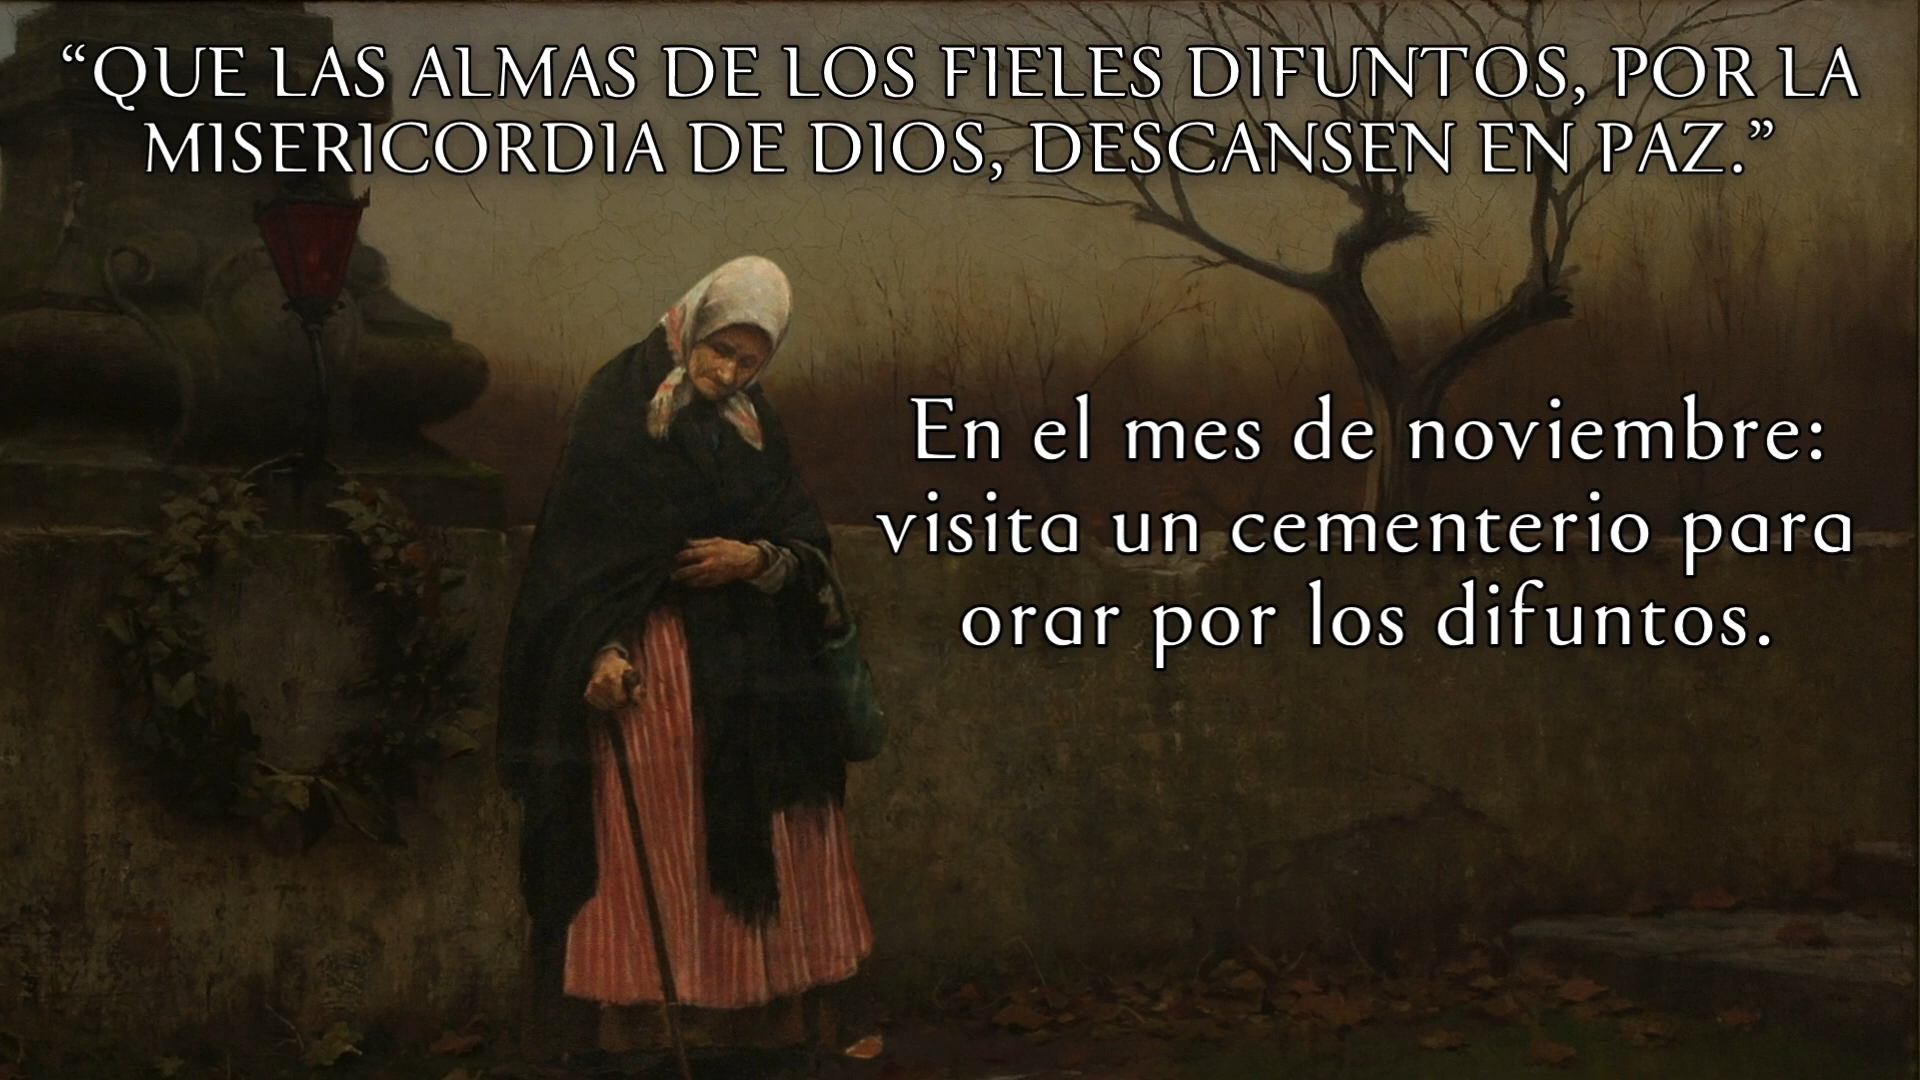 “QUE LAS ALMAS DE LOS FIELES DIFUNTOS, POR LA
MISERICORDIA DE DIOS, DESCANSEN EN PAZ.”
En el mes de noviembre:
visita un cementerio para
orar por los difuntos.